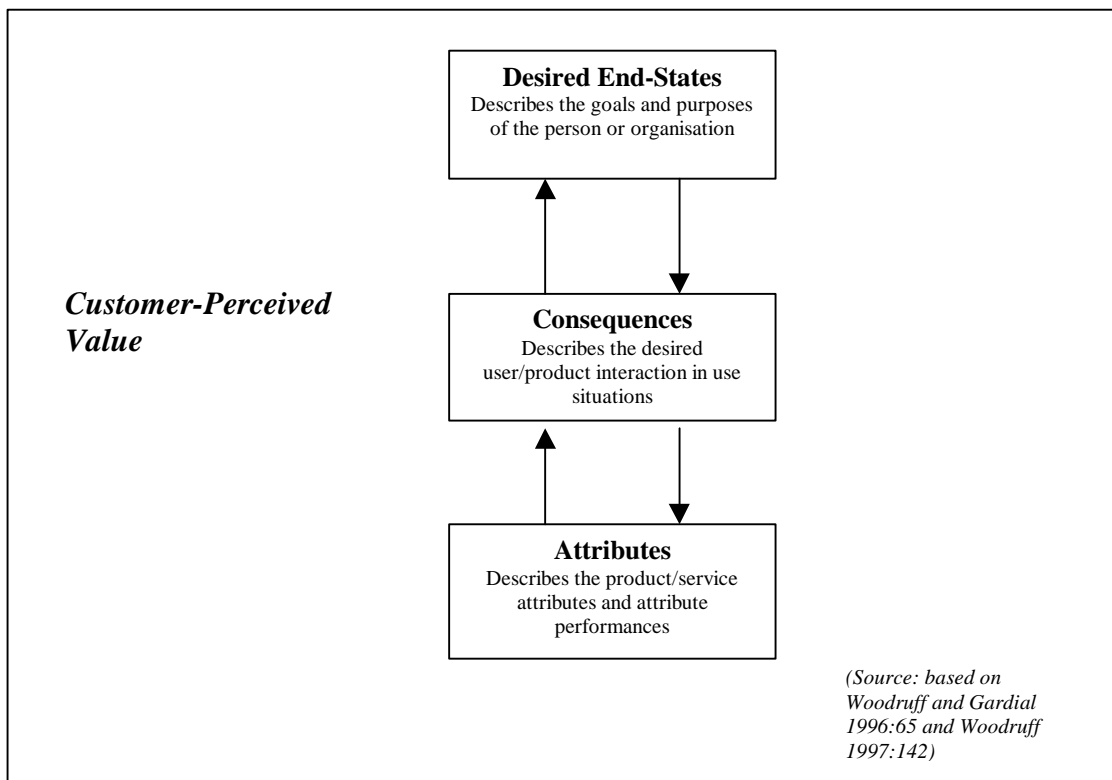 Desired End-States
Describes the goals and purposes
of the person or organisation
Customer-Perceived
Value
Consequences
Describes the desired
user/product interaction in use
situations
Attributes
Describes the product/service
attributes and attribute
performances
(Source: based on
Woodruff and Gardial
1996:65 and Woodruff
1997:142)